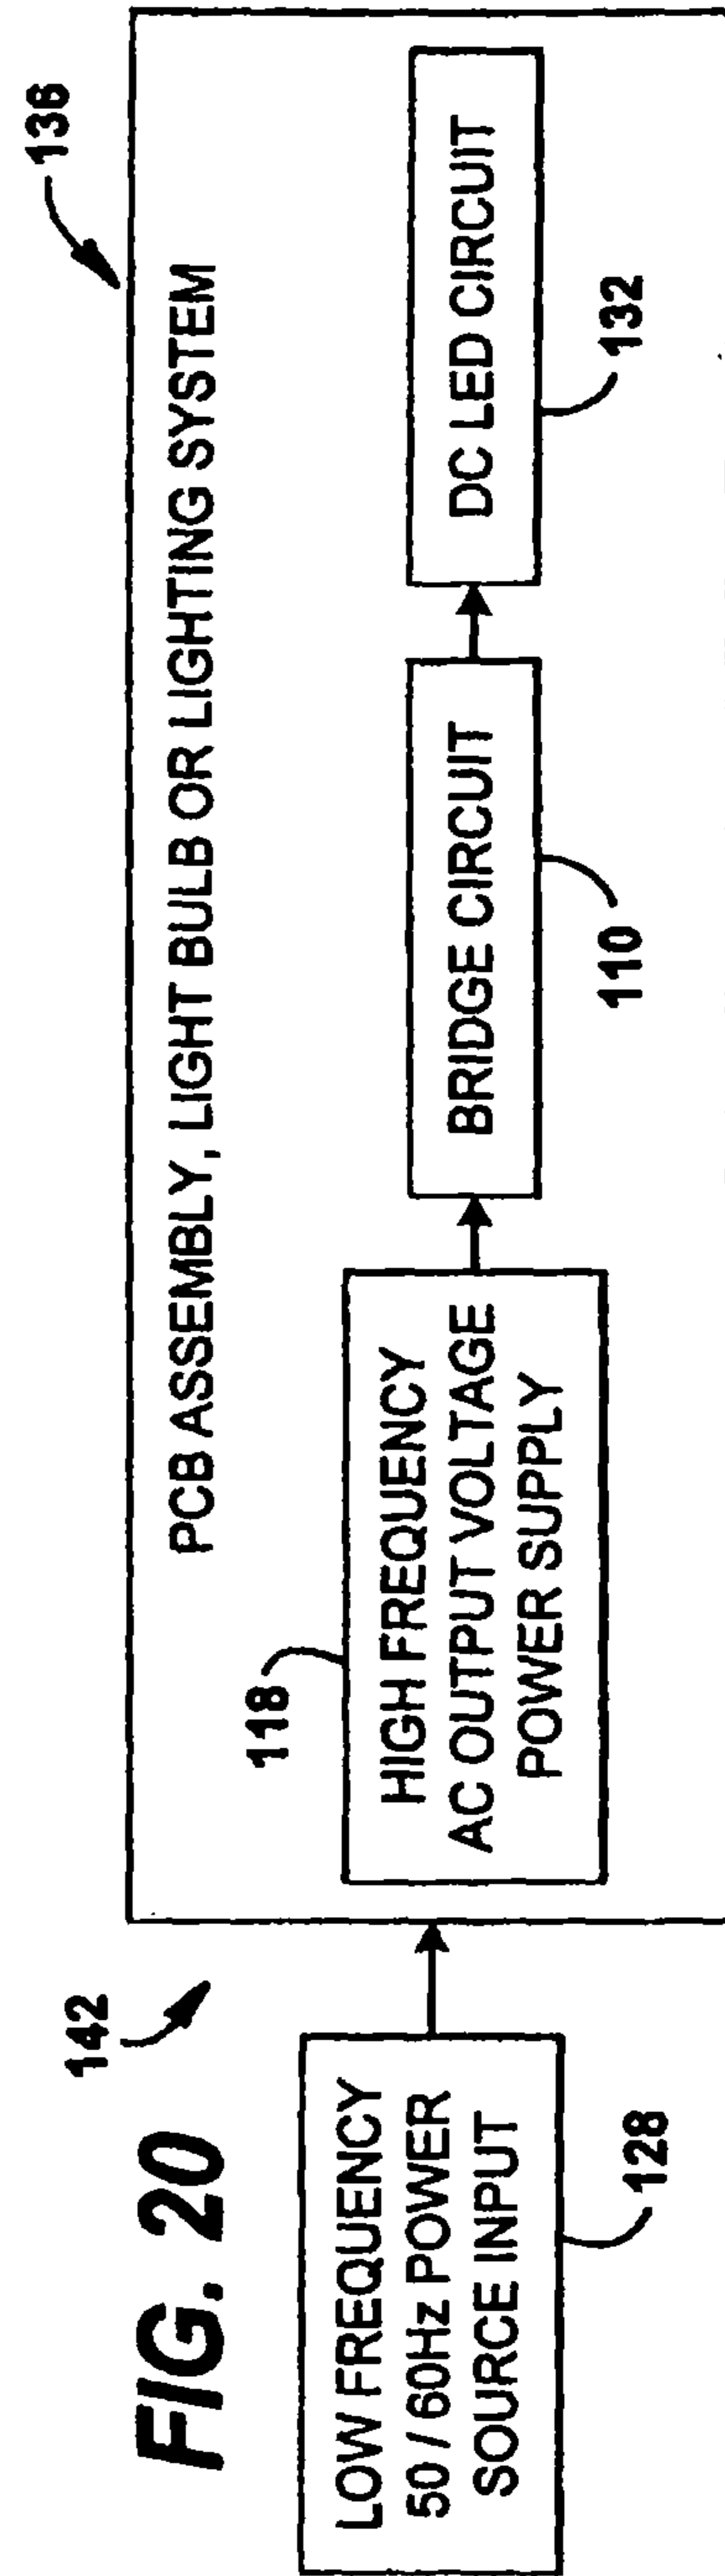 FIG. 20
142
136
PCB ASSEMBLY, LIGHT BULB OR LIGHTING SYSTEM
LOW FREQUENCY
50 / 60Hz POWER
SOURCE INPUT
128
118
HIGH FREQUENCY
AC OUTPUT VOLTAGE
POWER SUPPLY
BRIDGE CIRCUIT
110
DC LED CIRCUIT
132